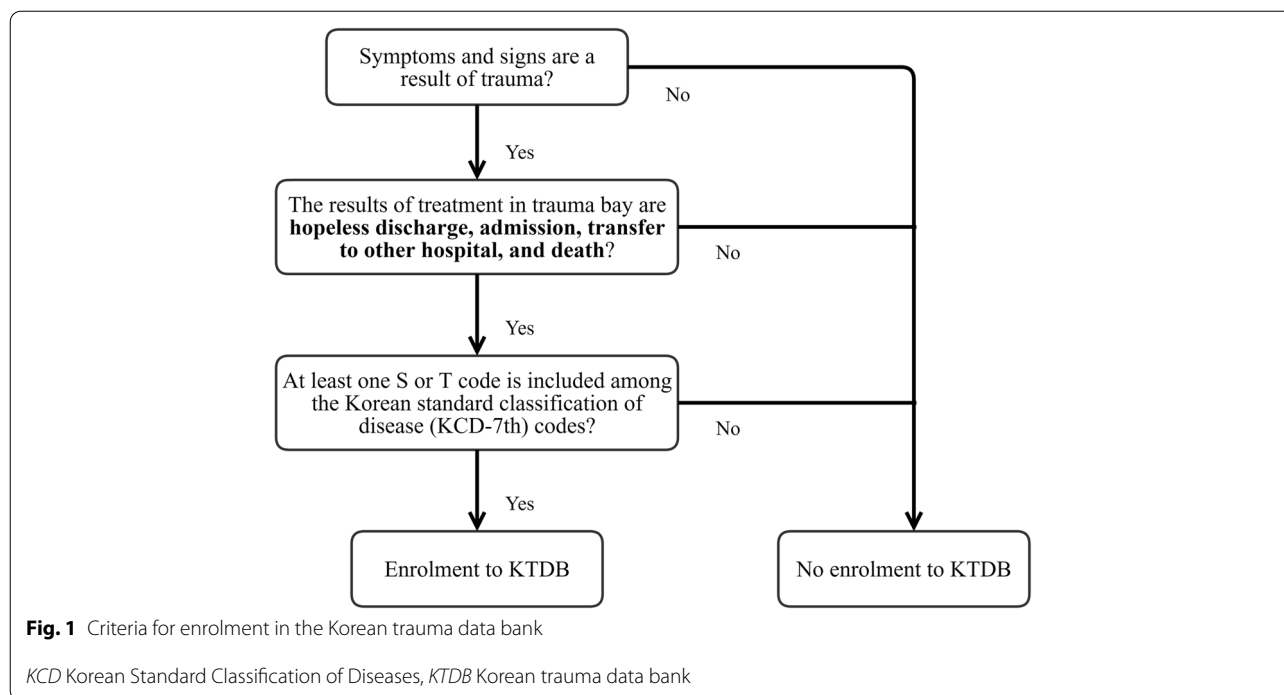 Symptoms and signs are a
result of trauma?
No
Yes
The results of treatment in trauma bay are
hopeless discharge, admission, transfer
to other hospital, and death?
No
Yes
At least one S or T code is included among
the Korean standard classification of
disease (KCD-7th) codes?
No
Yes
Enrolment to KTDB
No enrolment to KTDB
Fig. 1 Criteria for enrolment in the Korean trauma data bank
KCD Korean Standard Classification of Diseases, KTDB Korean trauma data bank